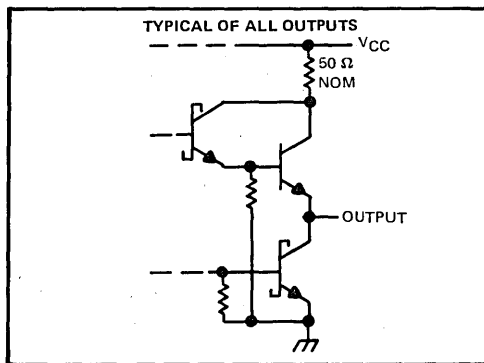 TYPICAL OF ALL OUTPUTS
VCC
50 Ω
NOM
OUTPUT